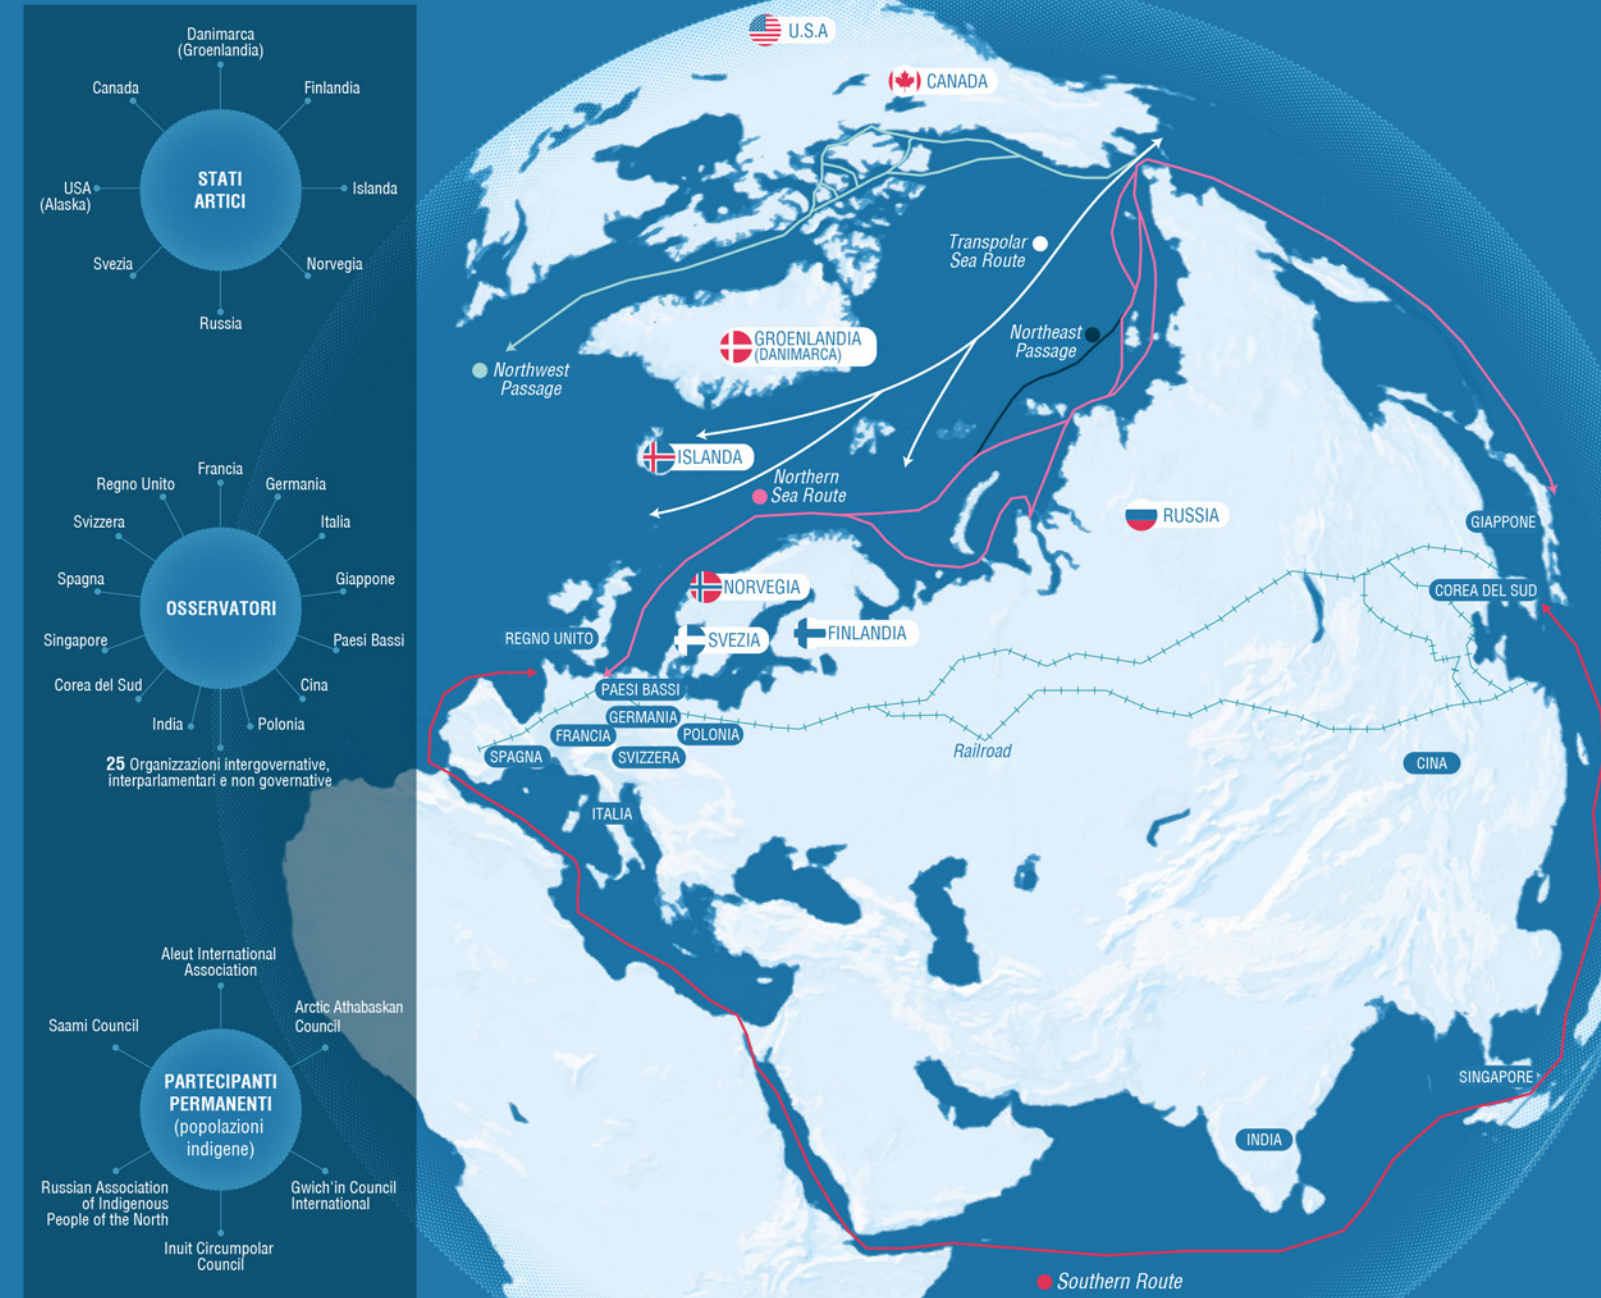 Danimarca
(Groenlandia)
Canada
Finlandia
USA
(Alaska)
STATI
ARTICI
Islanda
Svezia
Norvegia
Russia
Francia
Regno Unito
Germania
Svizzera
Italia
Spagna
Giappone
OSSERVATORI
Singapore
Paesi Bassi
Corea del Sud
Cina
India
Polonia
25 Organizzazioni intergovernative,
interparlamentari e non governative
Aleut International
Association
Saami Council
Arctic Athabaskan
Council
PARTECIPANTI
PERMANENTI
(popolazioni
indigene)
Russian Association
of Indigenous
People of the North
Gwich'in Council
International
Inuit Circumpolar
Council
U.S.A
CANADA
Transpolar
Sea Route
Northeast
Passage
GROENLANDIA
(DANIMARCA)
Northwest
Passage
ISLANDA
Northern
Sea Route
RUSSIA
GIAPPONE
NORVEGIA
COREA DEL SUD
REGNO UNITO
SVEZIA
FINLANDIA
PAESI BASSI
GERMANIA
FRANCIA
POLONIA
SPAGNA
SVIZZERA
Railroad
CINA
ITALIA
SINGAPORE
INDIA
Southern Route